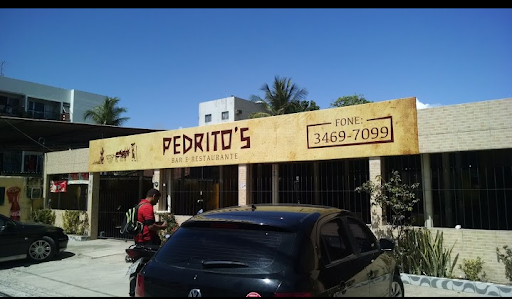 PEDRITO'S
BAR E RESTAURANTE
FONE:
3469-7099